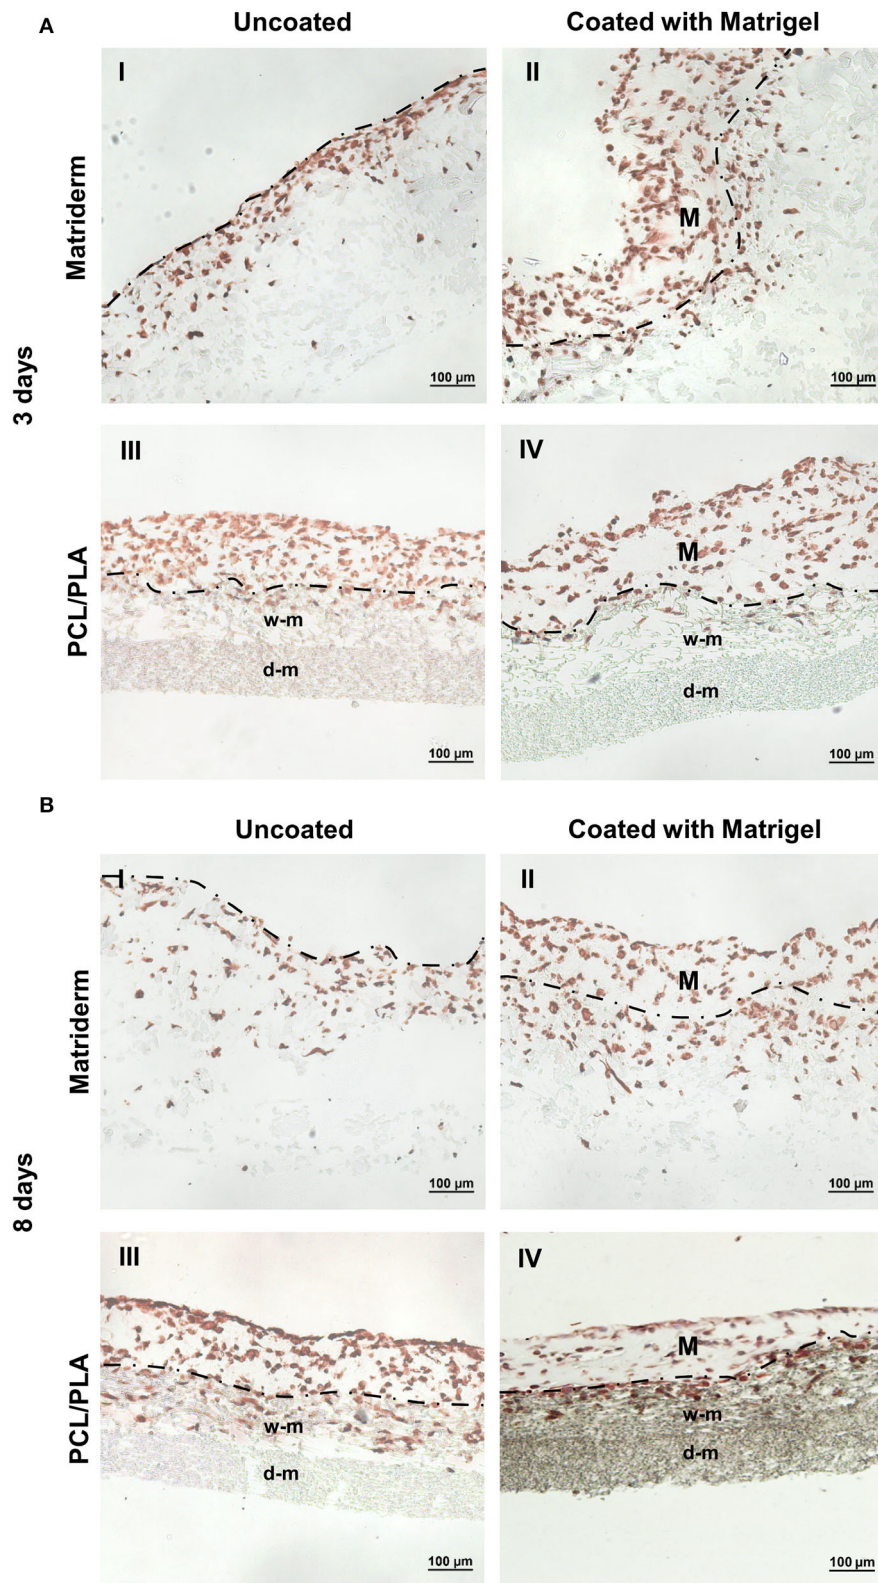 A
Uncoated
Coated with Matrigel
3 days
Matriderm
I
II
M
100 µm
100 µm
PCL/PLA
III
IV
M
w-m
w-m
d-m
d-m
100 µm
100 µm
B
Uncoated
Coated with Matrigel
8 days
Matriderm
I
II
M
100 µm
100 µm
PCL/PLA
III
IV
M
w-m
w-m
d-m
d-m
100 µm
100 µm